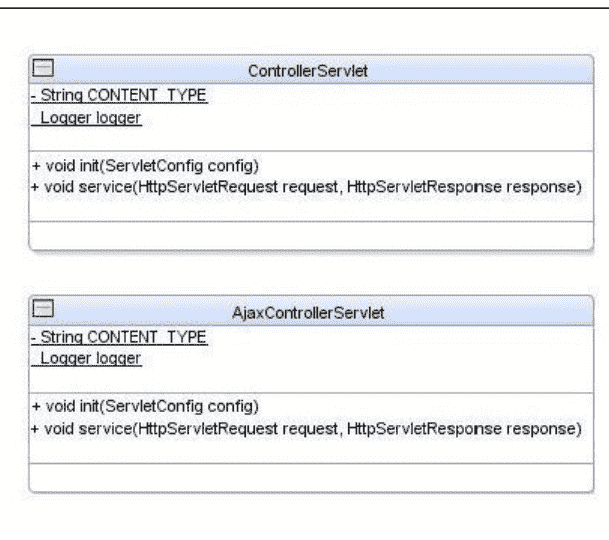 ControllerServlet
- String CONTENT_TYPE
Logger logger
+ void init(ServletConfig config)
+ void service(HttpServletRequest request, HttpServletResponse response)
AjaxControllerServlet
- String CONTENT_TYPE
Logger logger
+ void init(ServletConfig config)
+ void service(HttpServletRequest request, HttpServletResponse response)